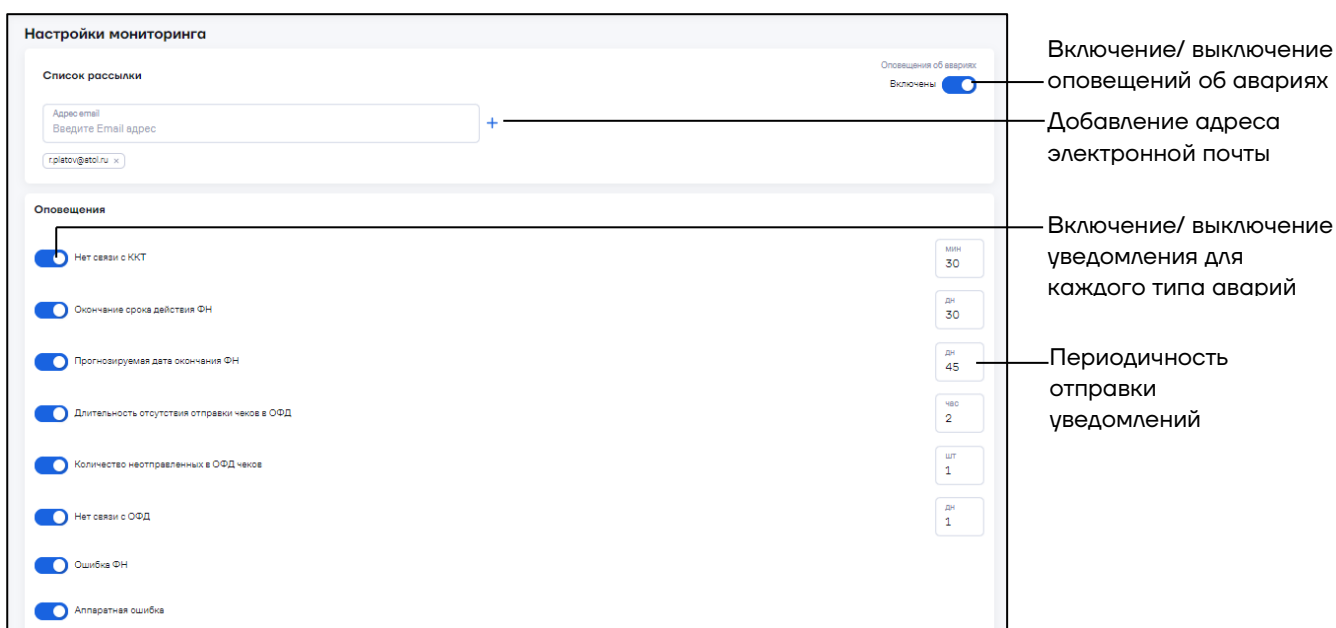 Настройки мониторинга
Список рассылки
Оповещения об авариях
Включены
Адрес email
Введите Email адрес
+
r.platov@atol.ru ×
Оповещения
Нет связи с ККТ
мин
30
Окончание срока действия ФН
дн
30
Прогнозируемая дата окончания ФН
дн
45
Длительность отсутствия отправки чеков в ОФД
час
2
Количество неотправленных в ОФД чеков
шт
1
Нет связи с ОФД
дн
1
Ошибка ФН
Аппаратная ошибка
Включение/ выключение
оповещений об авариях
Добавление адреса
электронной почты
Включение/ выключение
уведомления для
каждого типа аварий
Периодичность
отправки
уведомлений